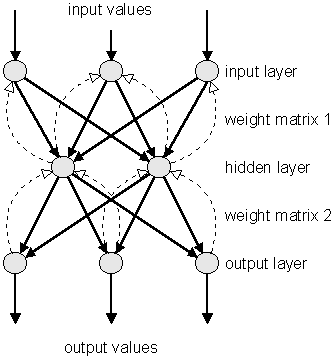 input values
input layer
weight matrix 1
hidden layer
weight matrix 2
output layer
output values